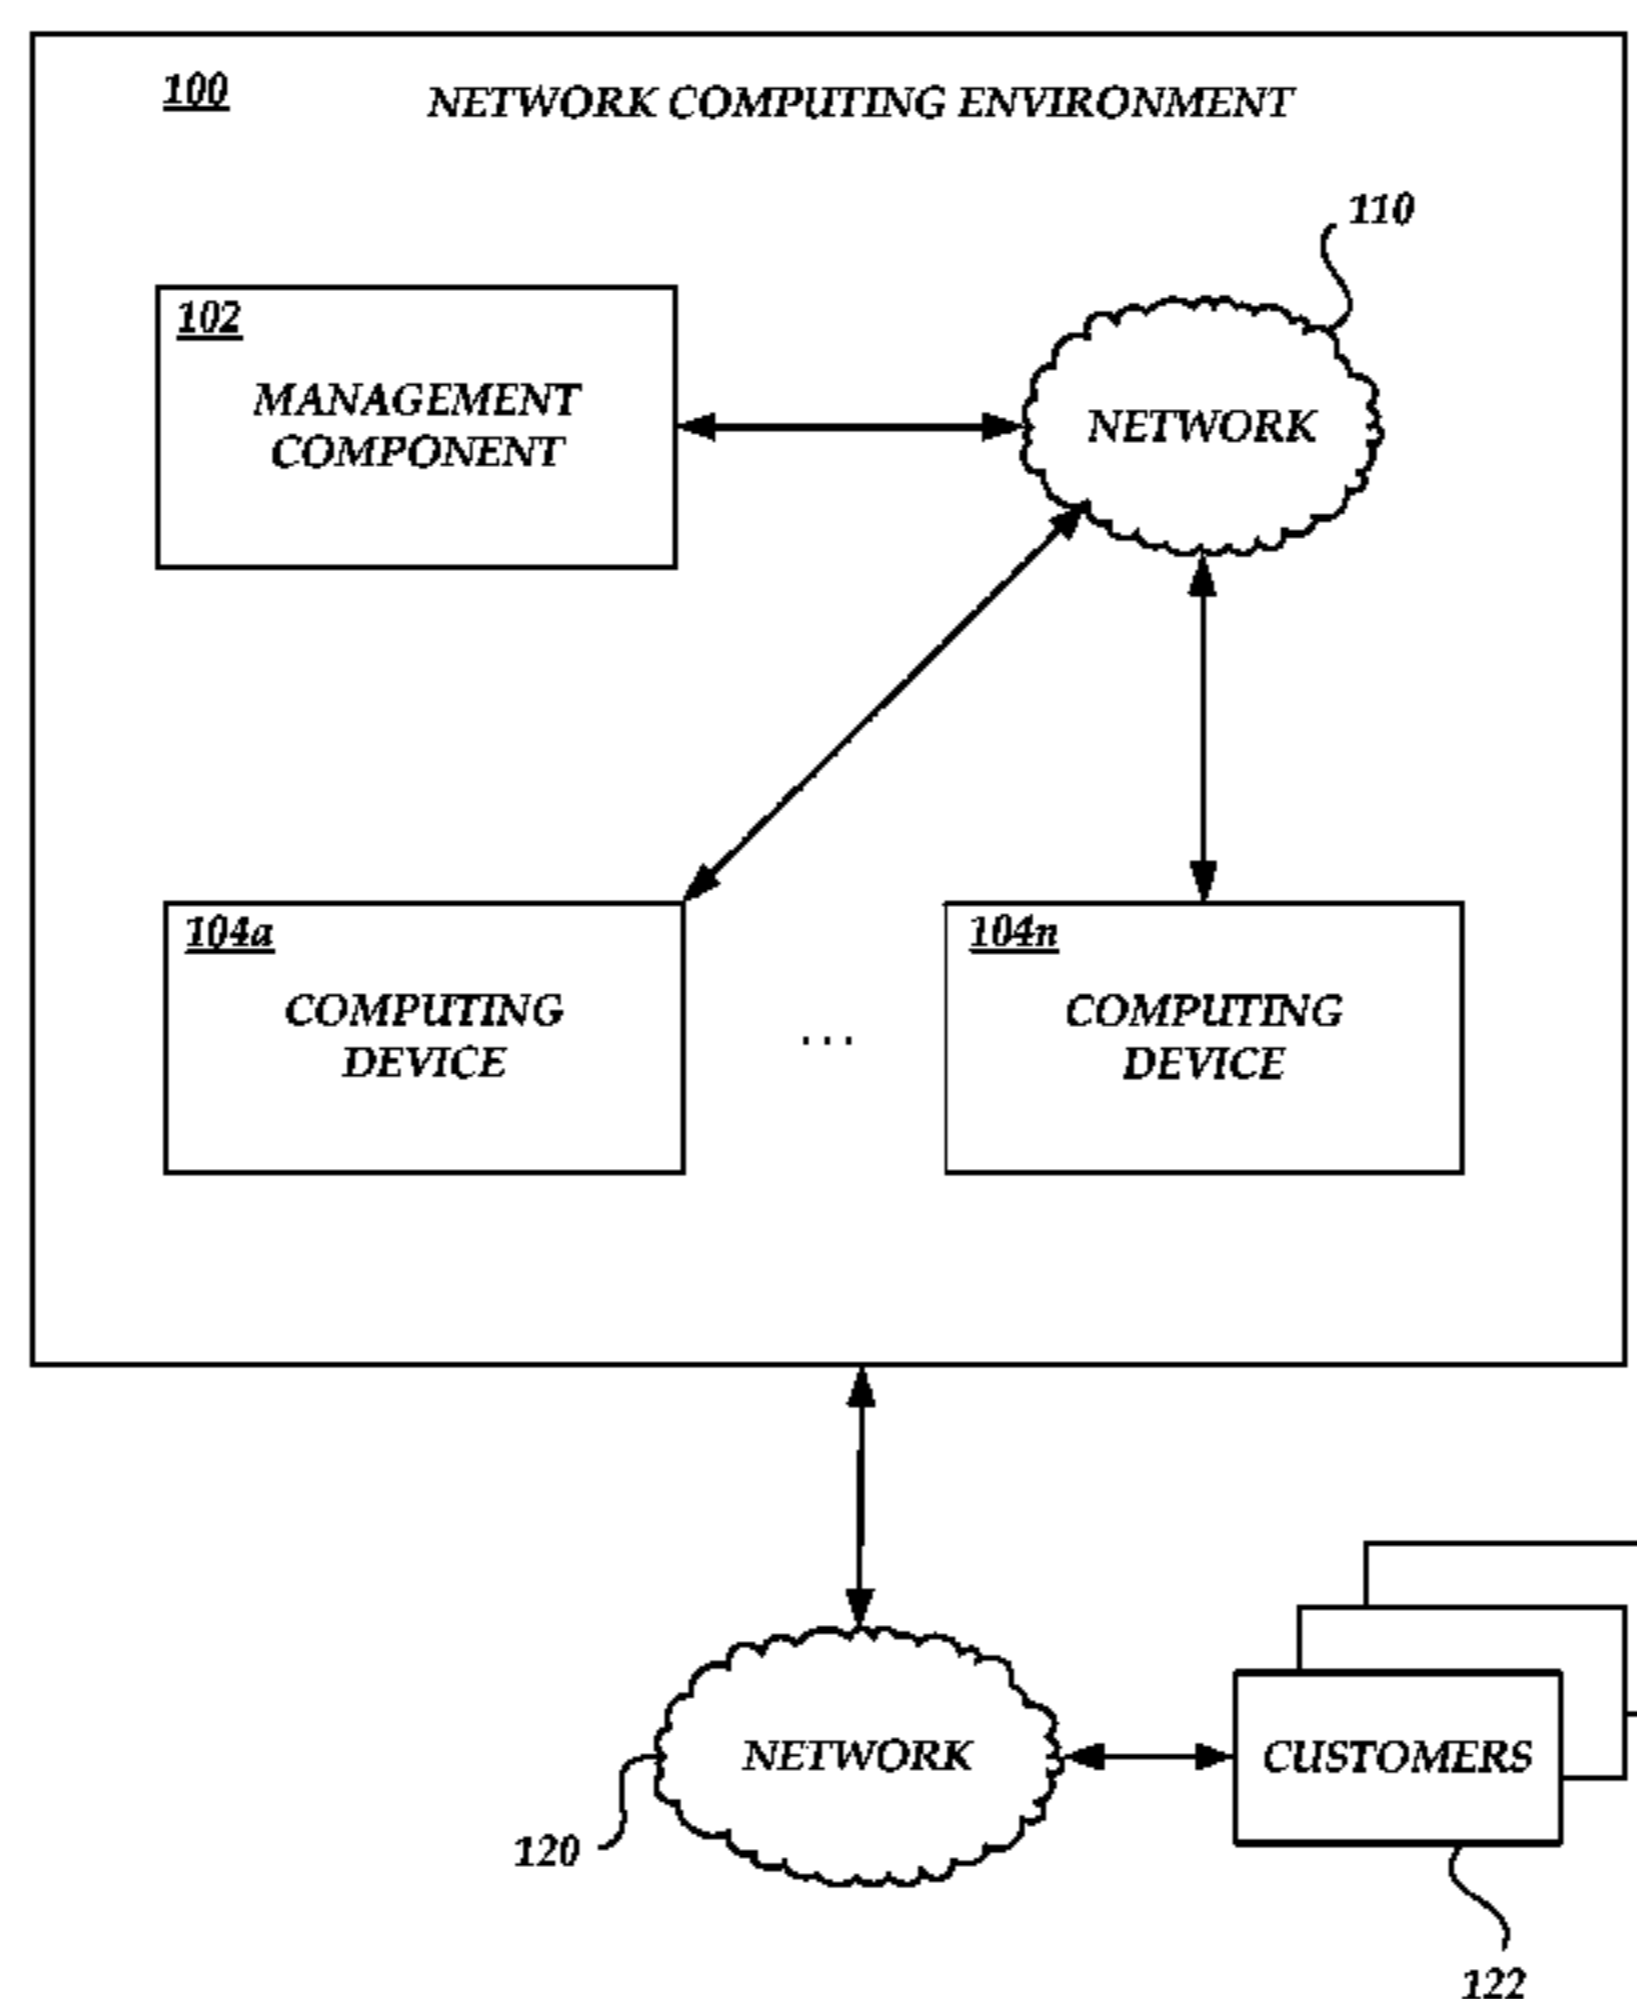 100
NETWORK COMPUTING ENVIRONMENT
110
102
MANAGEMENT
COMPONENT
NETWORK
104a
COMPUTING
DEVICE
...
104n
COMPUTING
DEVICE
NETWORK
CUSTOMERS
120
122